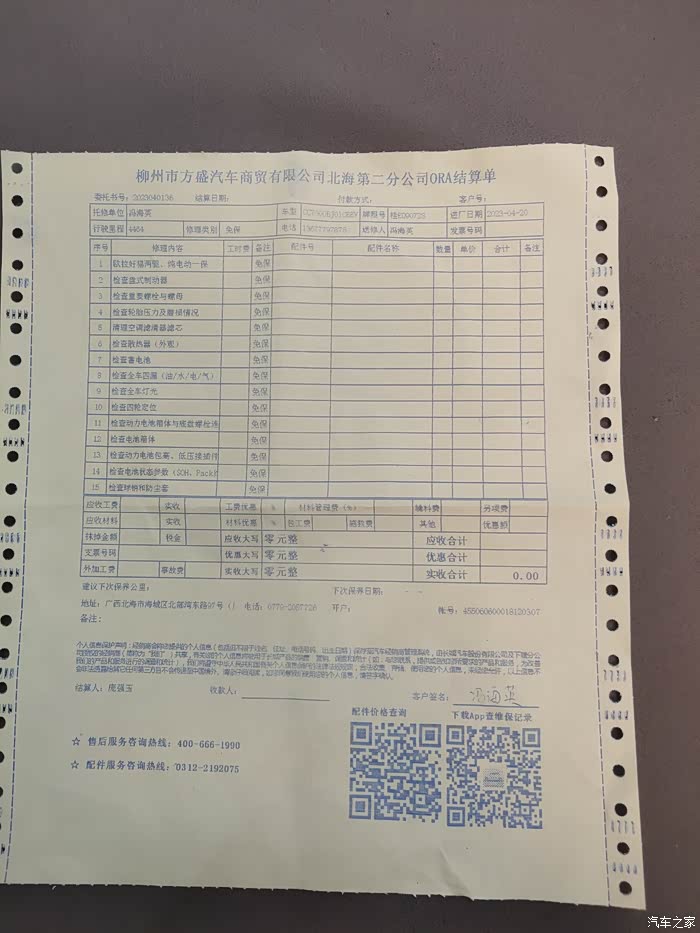 柳州市方盛汽车商贸有限公司北海第二分公司ORA结算单
委托书号：2023040136 结算日期： 付款方式： 客户号：
托修单位 冯海英 车型 牌照号 进厂日期 2023-04-20
行驶里程 4464 修理类别 免保 电话 送修人 冯海英 发票号码
序号 修理内容 工时费 备注 配件号 配件名称 数量 单价 合计 备注
1 欧拉好猫两驱、纯电动一保 免保
2 检查盘式制动器 免保
3 检查重要螺栓与螺母 免保
4 检查轮胎压力及磨损情况 免保
5 清理空调滤清器滤芯 免保
6 检查散热器（外观） 免保
7 检查蓄电池 免保
8 检查全车四漏（油/水/电/气） 免保
9 检查全车灯光 免保
10 检查四轮定位 免保
11 检查动力电池箱体与底盘螺栓连 免保
12 检查电池箱体 免保
13 检查动力电池包高、低压接插件 免保
14 检查电池状态参数（SOH、Pack 免保
15 检查球销和防尘套 免保
应收工费 实收 工费优惠 % 材料管理费（%） 辅料费 另项费
应收材料 实收 材料优惠 % 包工费 救援费 其他 优惠额
抹掉金额 税金 应收大写 零元整 应收合计
支票号码 优惠大写 零元整 优惠合计
外加工费 事故费 实收大写 零元整 实收合计 0.00
建议下次保养公里： 下次保养日期：
地址：广西北海市海城区北部湾东路97号（ 电话：0779-2057726 开户： 帐号：455060600018120307
备注：
结算人：庞强玉 收款人： 客户签名： 冯海英
配件价格查询 下载App查维保记录
☆ 售后服务咨询热线：400-666-1990
☆ 配件服务咨询热线：0312-2192075
汽车之家